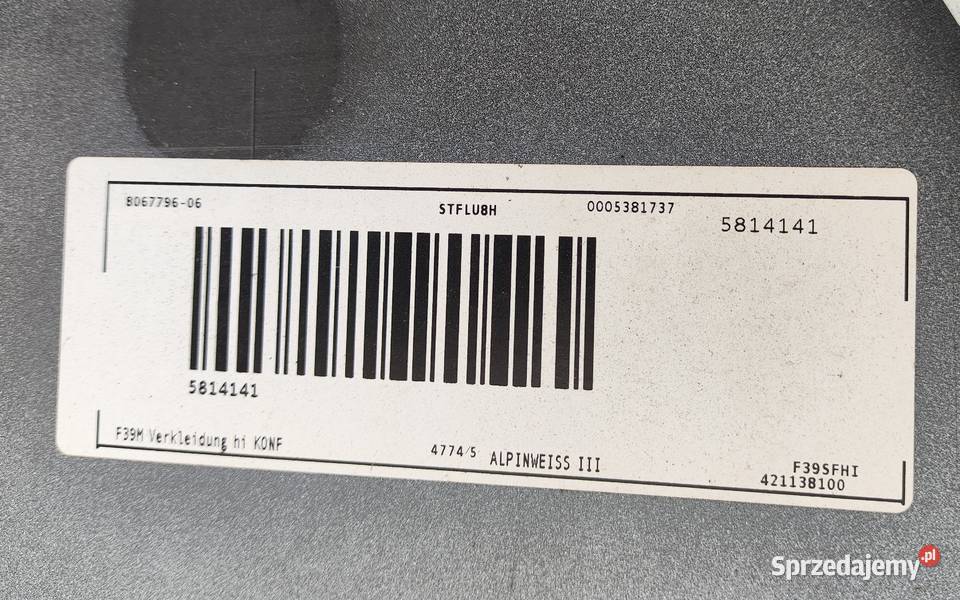 8067796-06 STFLU8H 0005381737 5814141
5814141
F39M Verkleidung hi KONF 4774/5 ALPINWEISS III F39SFHI
421138100
Sprzedajemy.pl